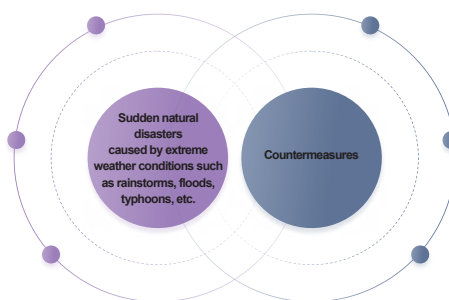 Sudden natural
disasters
caused by extreme
weather conditions such
as rainstorms, floods,
typhoons, etc.
Countermeasures